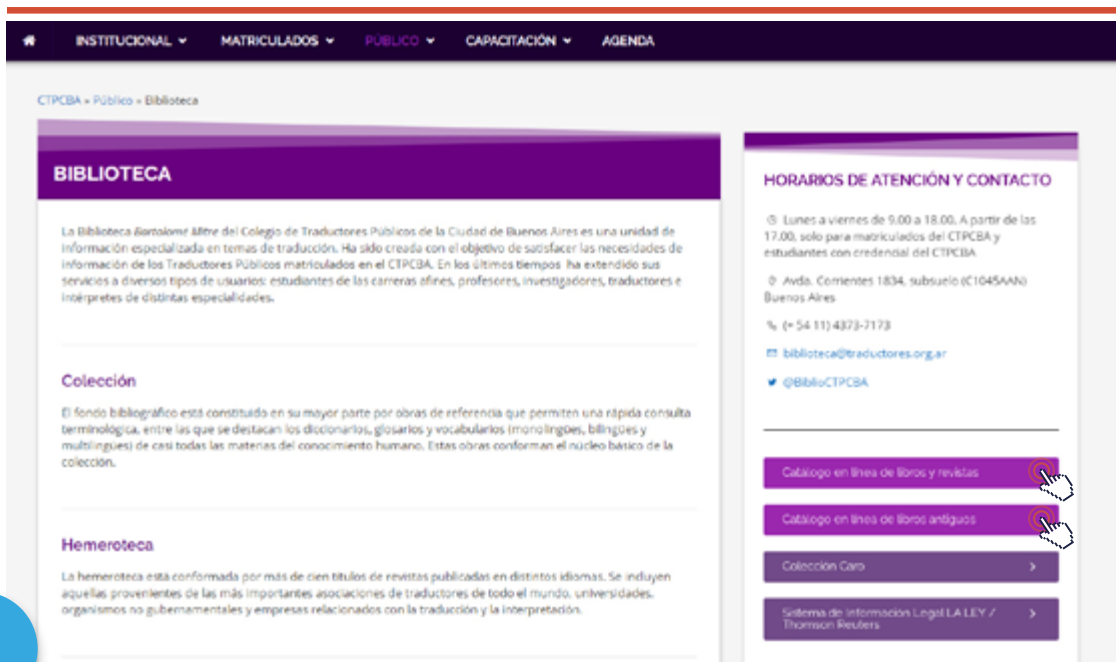 INSTITUCIONAL
MATRICULADOS
PÚBLICO
CAPACITACIÓN
AGENDA
CTPCBA » Público » Biblioteca
BIBLIOTECA
La Biblioteca Bartolomé Mitre del Colegio de Traductores Públicos de la Ciudad de Buenos Aires es una unidad de
información especializada en temas de traducción. Ha sido creada con el objetivo de satisfacer las necesidades de
información de los Traductores Públicos matriculados en el CTPCBA. En los últimos tiempos ha extendido sus
servicios a diversos tipos de usuarios: estudiantes de las carreras afines, profesores, investigadores, traductores e
intérpretes de distintas especialidades.
Colección
El fondo bibliográfico está constituido en su mayor parte por obras de referencia que permiten una rápida consulta
terminológica, entre las que se destacan los diccionarios, glosarios y vocabularios (monolingües, bilingües y
multilingües) de casi todas las materias del conocimiento humano. Estas obras conforman el núcleo básico de la
colección.
Hemeroteca
La hemeroteca está conformada por más de cien títulos de revistas publicadas en distintos idiomas. Se incluyen
aquellas provenientes de las más importantes asociaciones de traductores de todo el mundo, universidades,
organismos no gubernamentales y empresas relacionados con la traducción y la interpretación.
HORARIOS DE ATENCIÓN Y CONTACTO
Lunes a viernes de 9.00 a 18.00. A partir de las
17.00, solo para matriculados del CTPCBA y
estudiantes con credencial del CTPCBA
Avda. Corrientes 1834, subsuelo (C1045AAN)
Buenos Aires
(+ 54 11) 4373-7173
biblioteca@traductores.org.ar
@BiblioCTPCBA
Catálogo en línea de libros y revistas
Catálogo en línea de libros antiguos
Colección Caro
Sistema de Información Legal LA LEY /
Thomson Reuters